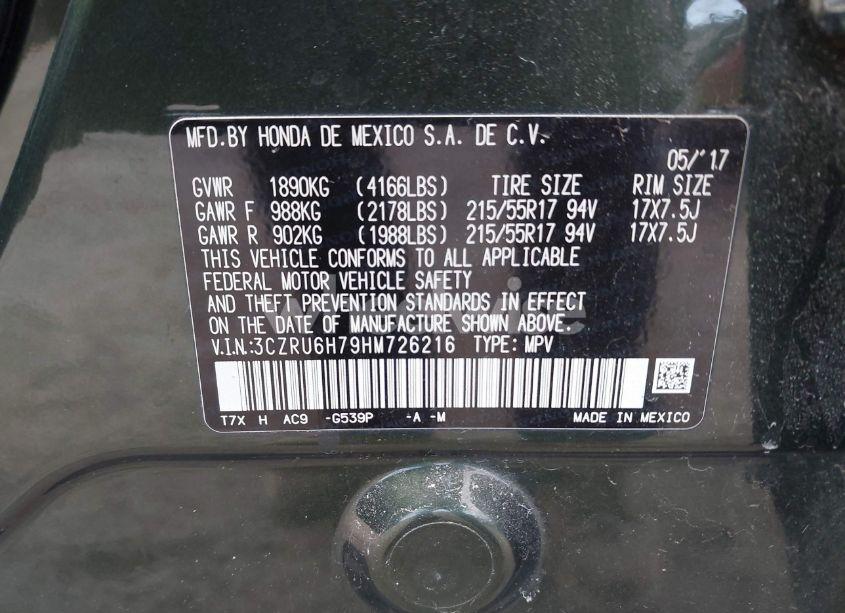 MFD.BY HONDA DE MEXICO S.A. DE C.V.
05/'17
GVWR 1890KG (4166LBS) TIRE SIZE RIM SIZE
GAWR F 988KG (2178LBS) 215/55R17 94V 17X7.5J
GAWR R 902KG (1988LBS) 215/55R17 94V 17X7.5J
THIS VEHICLE CONFORMS TO ALL APPLICABLE
FEDERAL MOTOR VEHICLE SAFETY
AND THEFT PREVENTION STANDARDS IN EFFECT
ON THE DATE OF MANUFACTURE SHOWN ABOVE.
V.I.N.:3CZRU6H79HM726216 TYPE: MPV
T7X H AC9 -G539P -A -M MADE IN MEXICO